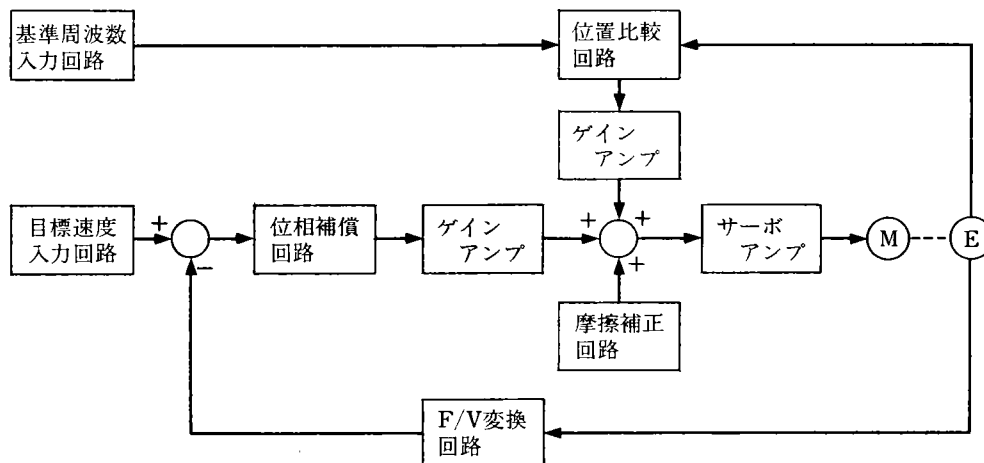 基準周波数
入力回路
位置比較
回路
ゲイン
アンプ
目標速度
入力回路
+
−
位相補償
回路
ゲイン
アンプ
+
+
+
サーボ
アンプ
M
E
摩擦補正
回路
F/V変換
回路